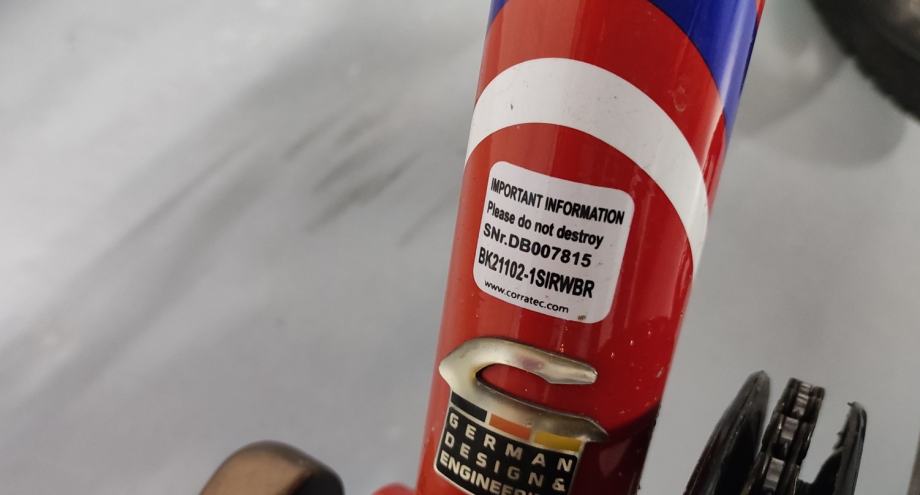 IMPORTANT INFORMATION
Please do not destroy
SNr.DB007815
BK21102-1SIRWBR
www.corratec.com
GERMAN
DESIGN &